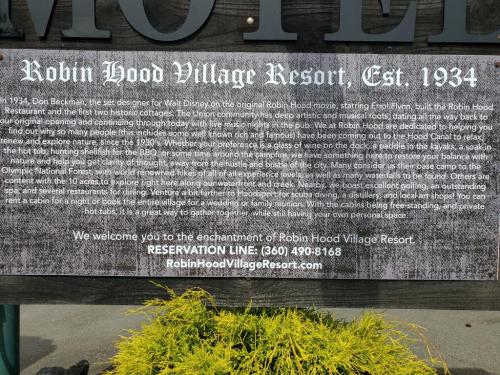 MOTEL
Robin Hood Village Resort, Est. 1934
In 1934, Don Beckman, the set designer for Walt Disney on the original Robin Hood movie, starring Errol Flynn, built the Robin Hood
Restaurant and the first two historic cottages. The Union community has deep artistic and musical roots, dating all the way back to
our original opening and continuing through today with live music nights in the pub. We at Robin Hood are dedicated to helping you
find out why so many people (this includes some well known rich and famous) have been coming out to the Hood Canal to relax,
renew and explore nature, since the 1930's. Whether your preference is a glass of wine on the dock, a paddle in the kayaks, a soak in
the hot tub, hunting shellfish for the BBQ, or some time around the campfire, we have something here to restore your balance with
nature and help you get clarity of thought, away from the hustle and bustle of the city. Many consider us their base camp to the
Olympic National Forest, with world renowned hikes of all of all experience levels, as well as many waterfalls to be found. Others are
content with the 10 acres to explore right here along our waterfront and creek. Nearby, we boast excellent golfing, an outstanding
spa, and several restaurants for dining. Venture a bit further to Hoodsport for scuba diving, a distillery, and local art shops! You can
rent a cabin for a night or book the entire village for a wedding or family reunion. With the cabins being free-standing, and private
hot tubs, it is a great way to gather together, while still having your own personal space.
We welcome you to the enchantment of Robin Hood Village Resort.
RESERVATION LINE: (360) 490-8168
RobinHoodVillageResort.com